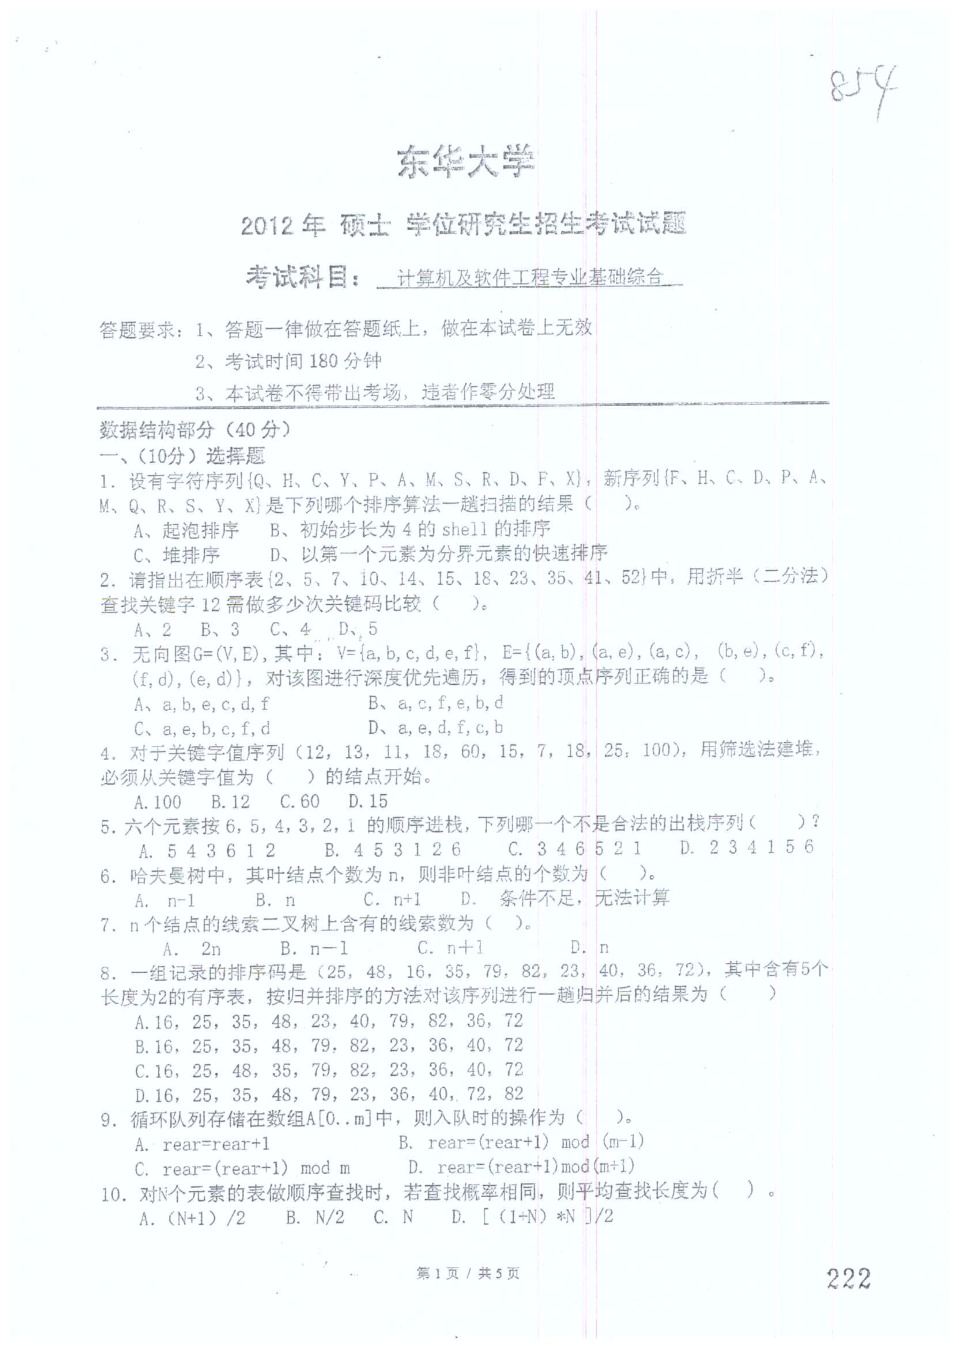 854
东华大学
2012 年 硕士 学位研究生招生考试试题
考试科目： 计算机及软件工程专业基础综合
答题要求：1、答题一律做在答题纸上，做在本试卷上无效
2、考试时间 180 分钟
3、本试卷不得带出考场，违者作零分处理
数据结构部分（40 分）
一、（10分）选择题
1. 设有字符序列{Q、H、C、Y、P、A、M、S、R、D、F、X}，新序列{F、H、C、D、P、A、
M、Q、R、S、Y、X}是下列哪个排序算法一趟扫描的结果（ ）。
A、起泡排序 B、初始步长为 4 的 shell 的排序
C、堆排序 D、以第一个元素为分界元素的快速排序
2. 请指出在顺序表{2、5、7、10、14、15、18、23、35、41、52}中，用折半（二分法）
查找关键字 12 需做多少次关键码比较（ ）。
A、2 B、3 C、4 D、5
3. 无向图G=(V,E),其中：V={a,b,c,d,e,f}, E={(a,b),(a,e),(a,c), (b,e),(c,f),
(f,d),(e,d)}，对该图进行深度优先遍历，得到的顶点序列正确的是（ ）。
A、a,b,e,c,d,f B、a,c,f,e,b,d
C、a,e,b,c,f,d D、a,e,d,f,c,b
4. 对于关键字值序列（12，13，11，18，60，15，7，18，25，100），用筛选法建堆，
必须从关键字值为（ ）的结点开始。
A.100 B.12 C.60 D.15
5. 六个元素按 6,5,4,3,2,1 的顺序进栈,下列哪一个不是合法的出栈序列( )?
A. 5 4 3 6 1 2 B. 4 5 3 1 2 6 C. 3 4 6 5 2 1 D. 2 3 4 1 5 6
6. 哈夫曼树中，其叶结点个数为 n，则非叶结点的个数为（ ）。
A. n-1 B. n C. n+1 D. 条件不足，无法计算
7. n 个结点的线索二叉树上含有的线索数为（ ）。
A. 2n B. n－1 C. n＋1 D. n
8. 一组记录的排序码是（25，48，16，35，79，82，23，40，36，72），其中含有5个
长度为2的有序表，按归并排序的方法对该序列进行一趟归并后的结果为（ ）
A.16，25，35，48，23，40，79，82，36，72
B.16，25，35，48，79，82，23，36，40，72
C.16，25，48，35，79，82，23，36，40，72
D.16，25，35，48，79，23，36，40，72，82
9. 循环队列存储在数组A[0..m]中，则入队时的操作为（ ）。
A. rear=rear+1 B. rear=(rear+1) mod (m-1)
C. rear=(rear+1) mod m D. rear=(rear+1)mod(m+1)
10. 对N个元素的表做顺序查找时，若查找概率相同，则平均查找长度为( ) 。
A.（N+1）/2 B. N/2 C. N D. [（1+N）*N ]/2
第 1 页 / 共 5 页
222